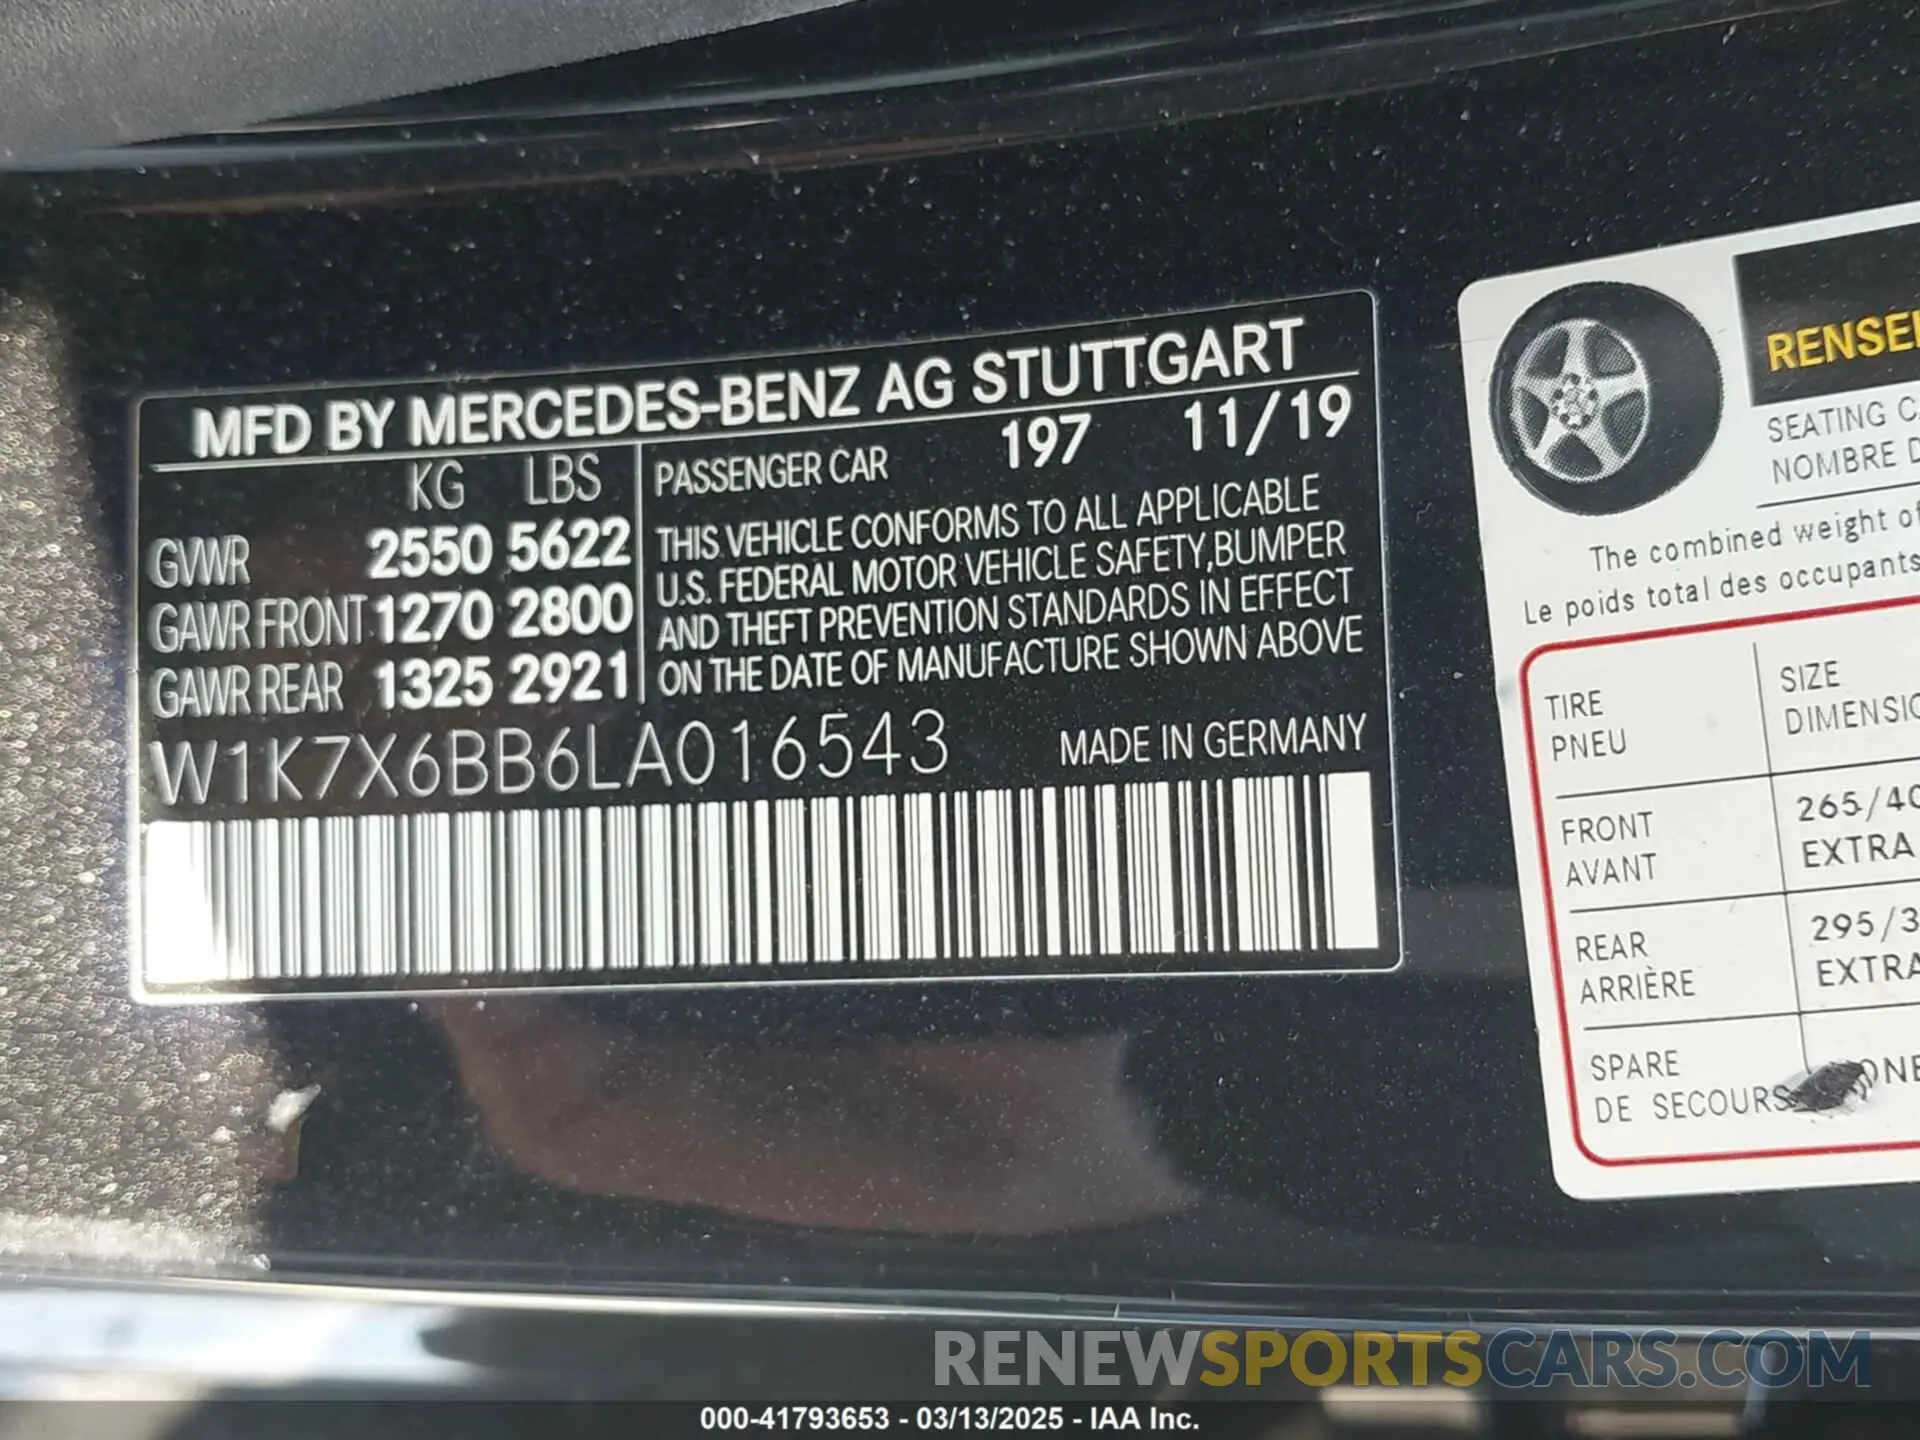 MFD BY MERCEDES-BENZ AG STUTTGART
KG LBS
GVWR 2550 5622
GAWR FRONT 1270 2800
GAWR REAR 1325 2921
PASSENGER CAR 197 11/19
THIS VEHICLE CONFORMS TO ALL APPLICABLE
U.S. FEDERAL MOTOR VEHICLE SAFETY,BUMPER
AND THEFT PREVENTION STANDARDS IN EFFECT
ON THE DATE OF MANUFACTURE SHOWN ABOVE
W1K7X6BB6LA016543 MADE IN GERMANY
SEATING
NOMBRE
The combined weight of
Le poids total des occupants
TIRE SIZE
PNEU
FRONT 265/40
AVANT EXTRA
REAR 295/3
ARRIÈRE EXTRA
SPARE
DE SECOURS
RENEWSPORTSCARS.COM
000-41793653 - 03/13/2025 - IAA Inc.